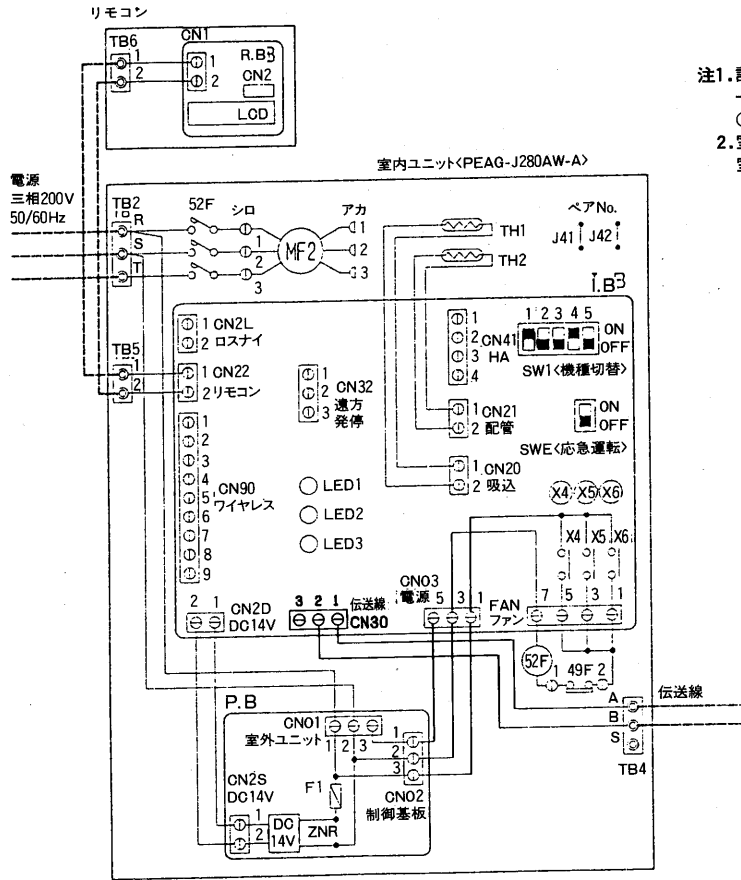 リモコン
TB6
1
2
CN1
1
2
R.B
CN2
LCD
注1.
2.
室内ユニット<PEAG-J280AW-A>
電源
三相200V
50/60Hz
TB2
R
S
T
52F
シロ
1
2
3
MF2
アカ
1
2
3
TH1
TH2
ペアNo.
J41 J42
I.B
1 CN2L
2 ロスナイ
TB5
1
2
1 CN22
2 リモコン
1 CN32
2 遠方
3 発停
1
2 CN41
3 HA
4
1 2 3 4 5
ON
OFF
SW1<機種切替>
1 CN21
2 配管
ON
OFF
SWE<応急運転>
1 CN20
2 吸込
1
2
3
4 CN90
5 ワイヤレス
6
7
8
9
LED1
LED2
LED3
X4 X5 X6
X4 X5 X6
2 1 CN2D
DC14V
3 2 1 伝送線
CN30
CN03
電源 5 3 1
FAN
ファン
7 5 3 1
52F
1 49F 2
A 伝送線
B
S
TB4
P.B
CN01
室外ユニット
1 2 3
1
2
3
CN02
制御基板
CN2S
DC14V
1
2
DC
14V
F1
ZNR